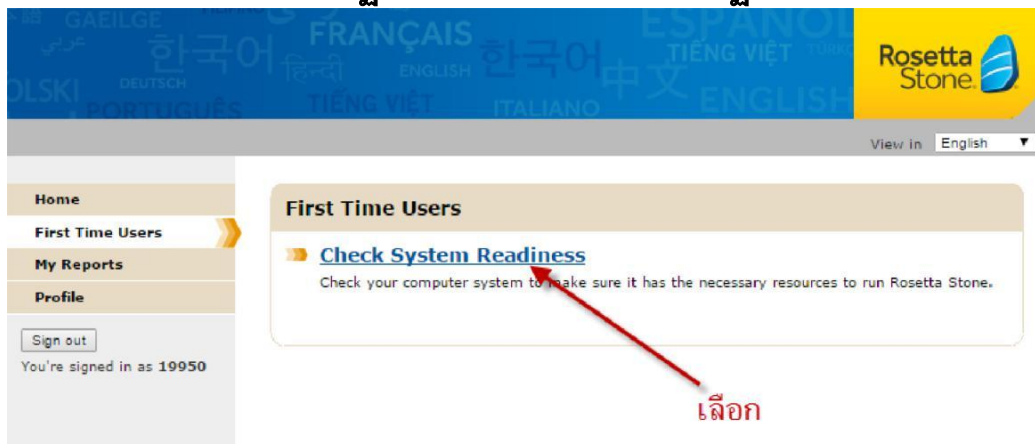 GAEILGE
عربي
한국어
FRANÇAIS
हिन्दी
ENGLISH
한국어
中文
ESPAÑOL
TIẾNG VIỆT
TÜRKÇ
OLSKI
DEUTSCH
PORTUGUÊS
TIẾNG VIỆT
ITALIANO
ENGLISH
Rosetta
Stone.
View in English
Home
First Time Users
My Reports
Profile
Sign out
You're signed in as 19950
First Time Users
Check System Readiness
Check your computer system to make sure it has the necessary resources to run Rosetta Stone.
เลือก